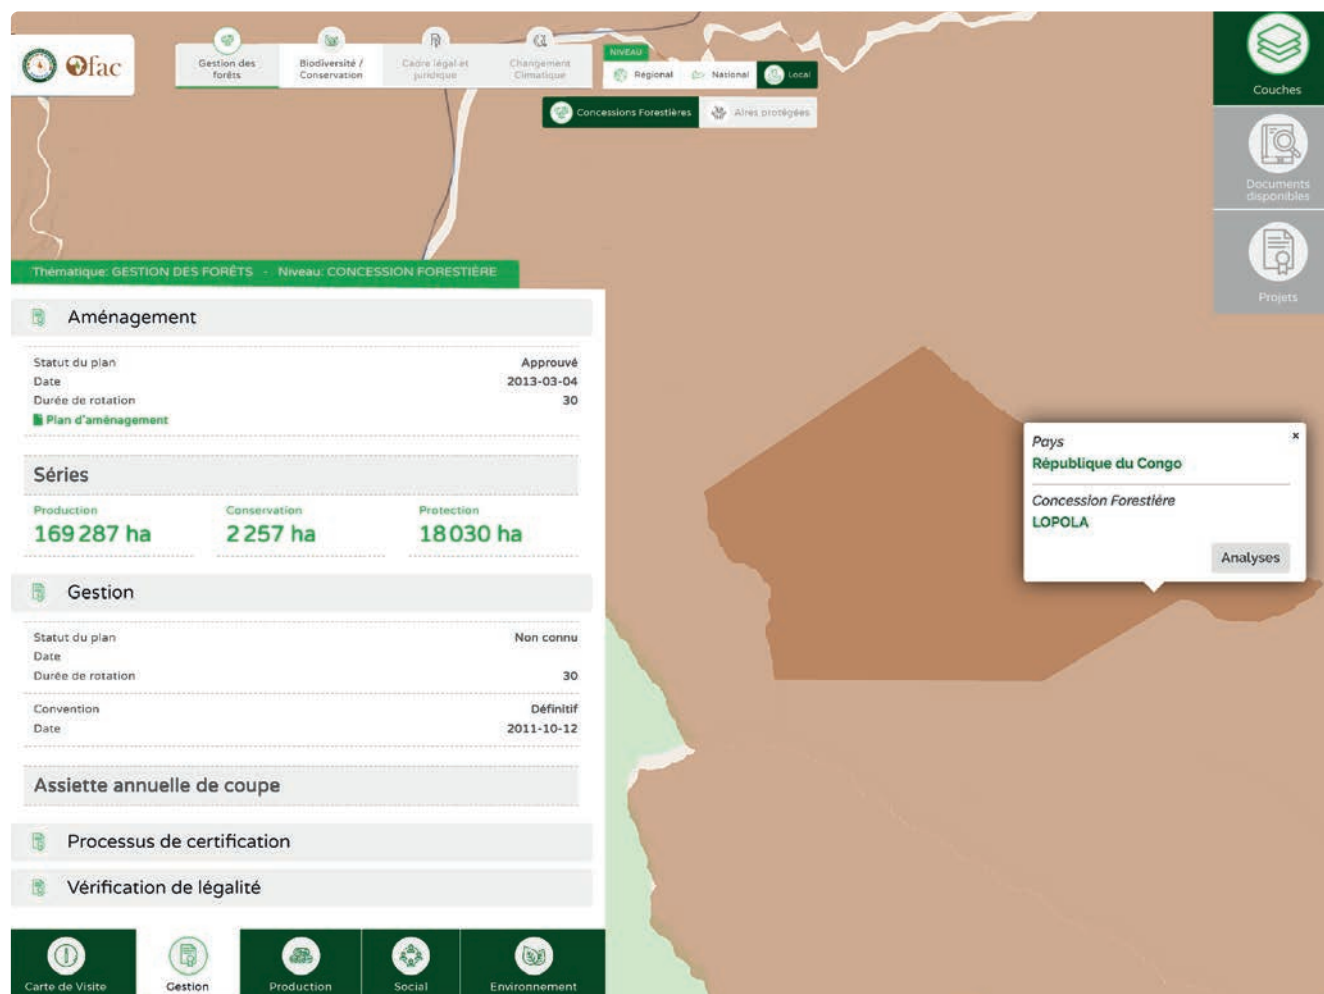 Ofac
Gestion des
forêts
Biodiversité /
Conservation
Cadre légal et
juridique
Changement
Climatique
NIVEAU
Régional
National
Local
Concessions Forestières
Aires protégées
Couches
Documents
disponibles
Projets
Thématique: GESTION DES FORÊTS - Niveau: CONCESSION FORESTIÈRE
Aménagement
Statut du plan Approuvé
Date 2013-03-04
Durée de rotation 30
Plan d'aménagement
Séries
Production Conservation Protection
169 287 ha 2 257 ha 18 030 ha
Gestion
Statut du plan Non connu
Date
Durée de rotation 30
Convention Définitif
Date 2011-10-12
Assiette annuelle de coupe
Processus de certification
Vérification de légalité
Carte de Visite
Gestion
Production
Social
Environnement
Pays
République du Congo
Concession Forestière
LOPOLA
Analyses